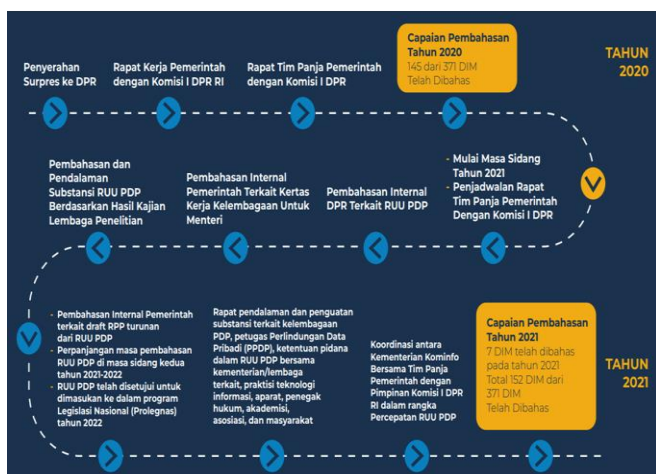 Penyerahan
Surpres ke DPR
Rapat Kerja Pemerintah
dengan Komisi I DPR RI
Rapat Tim Panja Pemerintah
dengan Komisi I DPR
Capaian Pembahasan
Tahun 2020
145 dari 371 DIM
Telah Dibahas
TAHUN
2020
- Mulai Masa Sidang
Tahun 2021
- Penjadwalan Rapat
Tim Panja Pemerintah
Dengan Komisi I DPR
Pembahasan Internal
DPR Terkait RUU PDP
Pembahasan Internal
Pemerintah Terkait Kertas
Kerja Kelembagaan Untuk
Menteri
Pembahasan dan
Pendalaman
Substansi RUU PDP
Berdasarkan Hasil Kajian
Lembaga Penelitian
- Pembahasan Internal Pemerintah
terkait draft RPP turunan
dari RUU PDP
- Perpanjangan masa pembahasan
RUU PDP di masa sidang kedua
tahun 2021-2022
- RUU PDP telah disetujui untuk
dimasukan ke dalam program
Legislasi Nasional (Prolegnas)
tahun 2022
Rapat pendalaman dan penguatan
substansi terkait kelembagaan
PDP, petugas Perlindungan Data
Pribadi (PPDP), ketentuan pidana
dalam RUU PDP bersama
kementerian/lembaga
terkait, praktisi teknologi
informasi, aparat, penegak
hukum, akademisi,
asosiasi, dan masyarakat
Koordinasi antara
Kementerian Kominfo
Bersama Tim Panja
Pemerintah dengan
Pimpinan Komisi I DPR
RI dalam rangka
Percepatan RUU PDP
Capaian Pembahasan
Tahun 2021
7 DIM telah dibahas
pada tahun 2021
Total 152 DIM dari
371 DIM
Telah Dibahas
TAHUN
2021